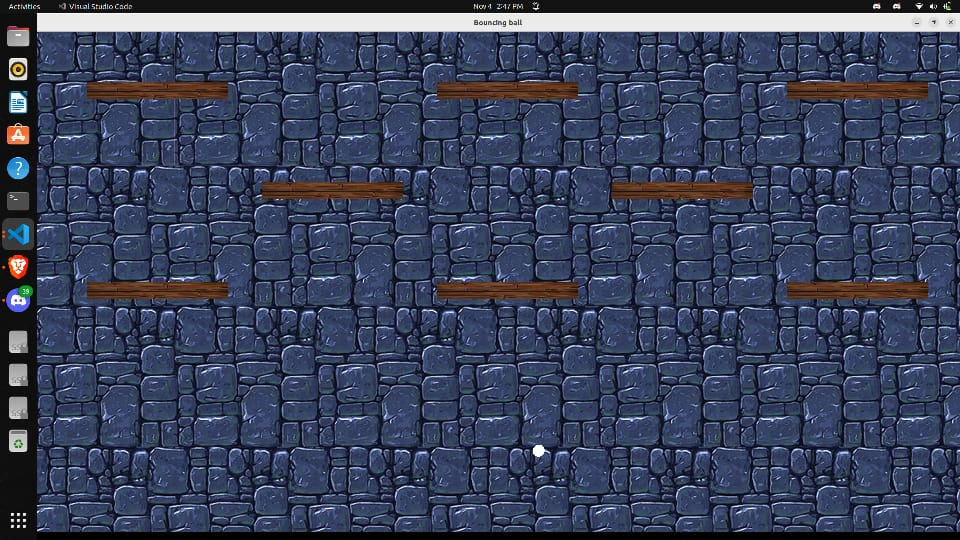 Activities
Visual Studio Code
Nov 4 2:47 PM
Bouncing ball
?
>_
39